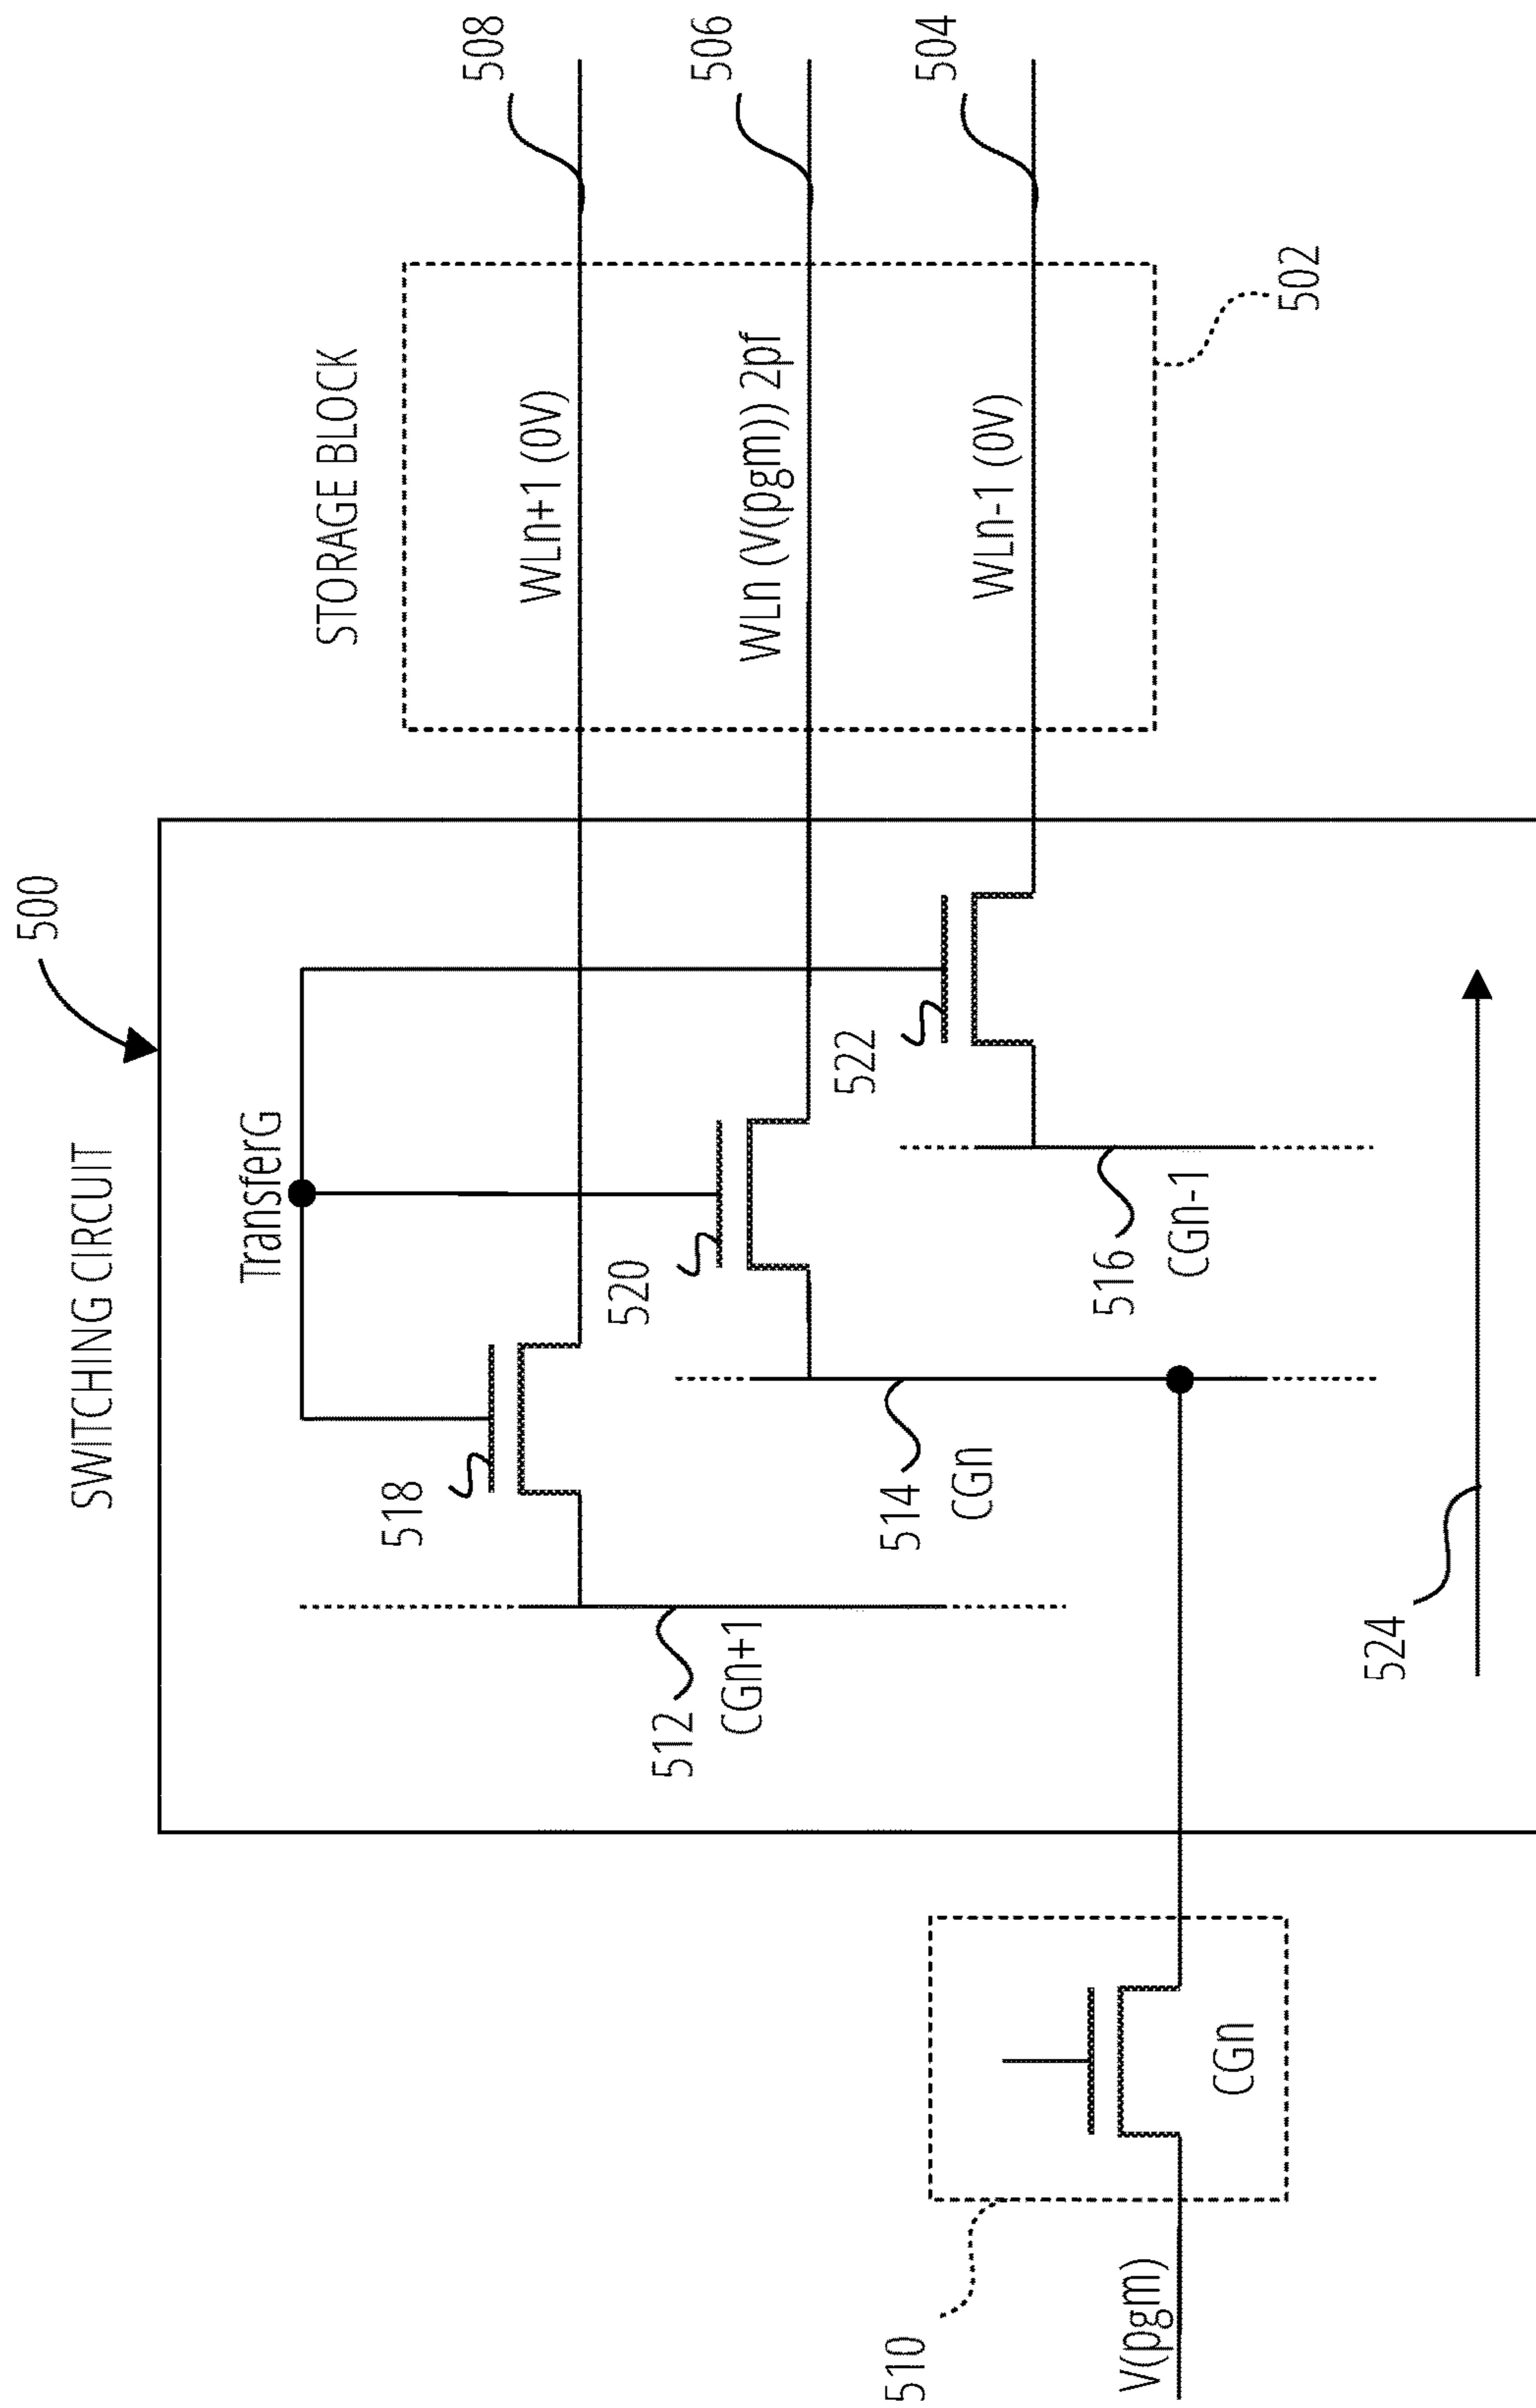 500
SWITCHING CIRCUIT
TransferG
518
520
522
512
CGn+1
514
CGn
516
CGn-1
524
STORAGE BLOCK
WLn+1 (0V)
WLn (V(pgm)) 2pf
WLn-1 (0V)
508
506
504
502
510
V(pgm)
CGn